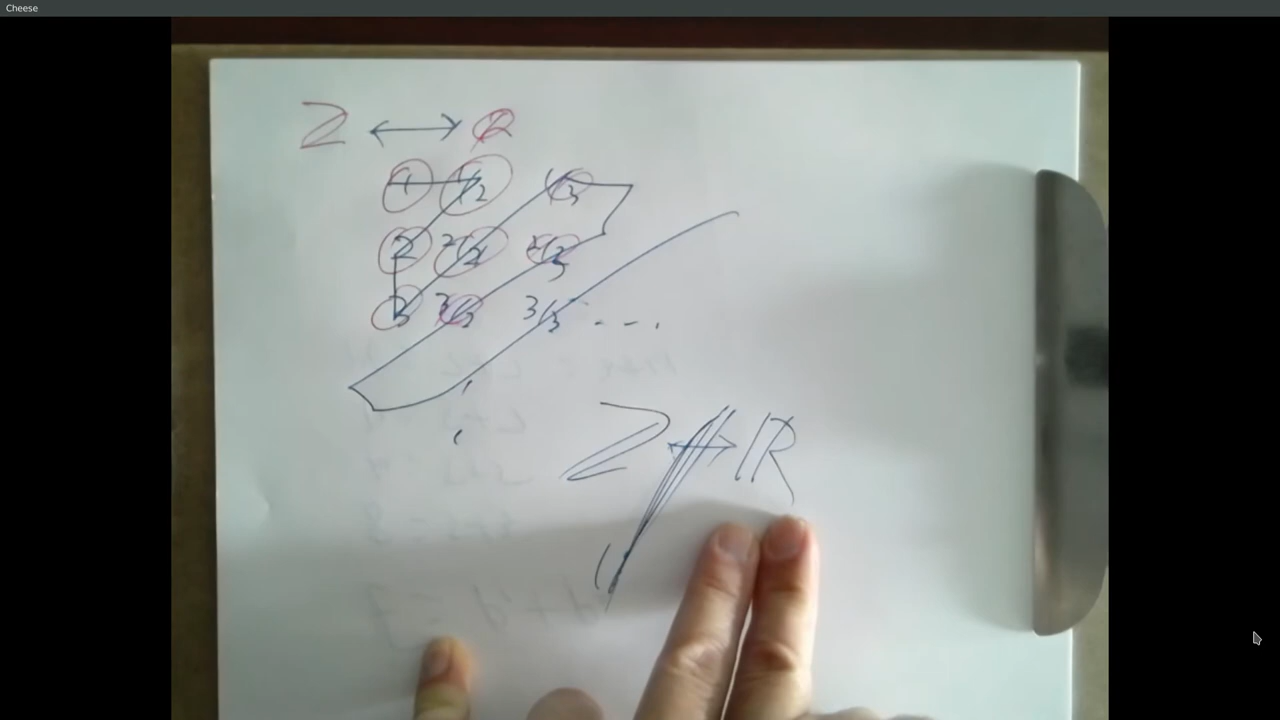 Cheese
Z ↔ Q
1 1/2 1/3
2 2/2 2/3
3 3/2 3/3 ...
Z ↔ ℝ